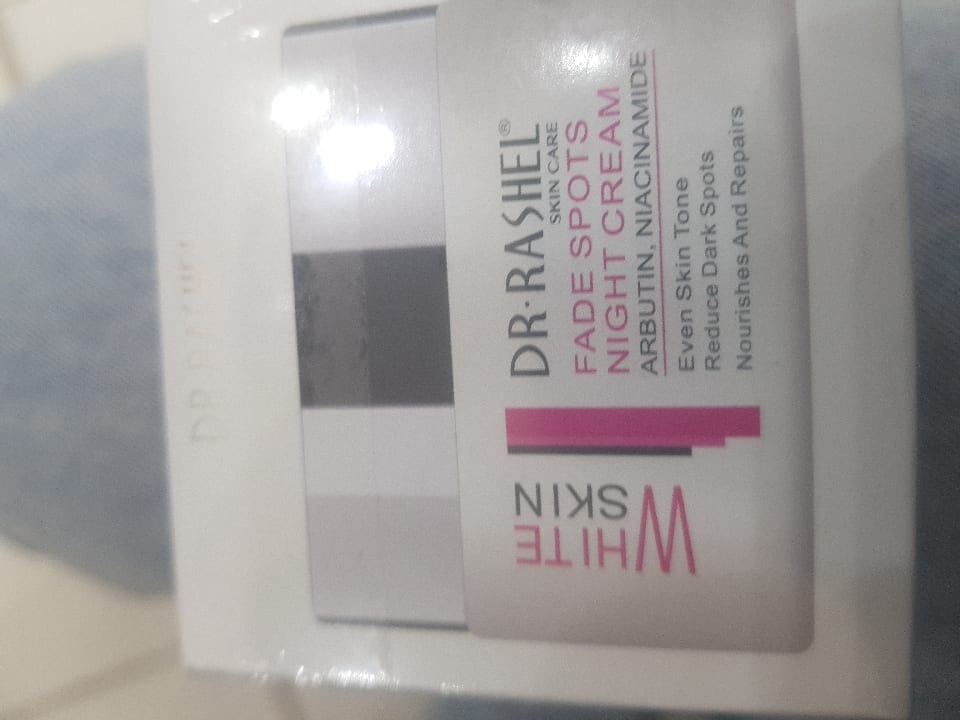 DR·RASHEL®
SKIN CARE
FADE SPOTS
NIGHT CREAM
ARBUTIN, NIACINAMIDE
Even Skin Tone
Reduce Dark Spots
Nourishes And Repairs
WHITE
SKIN